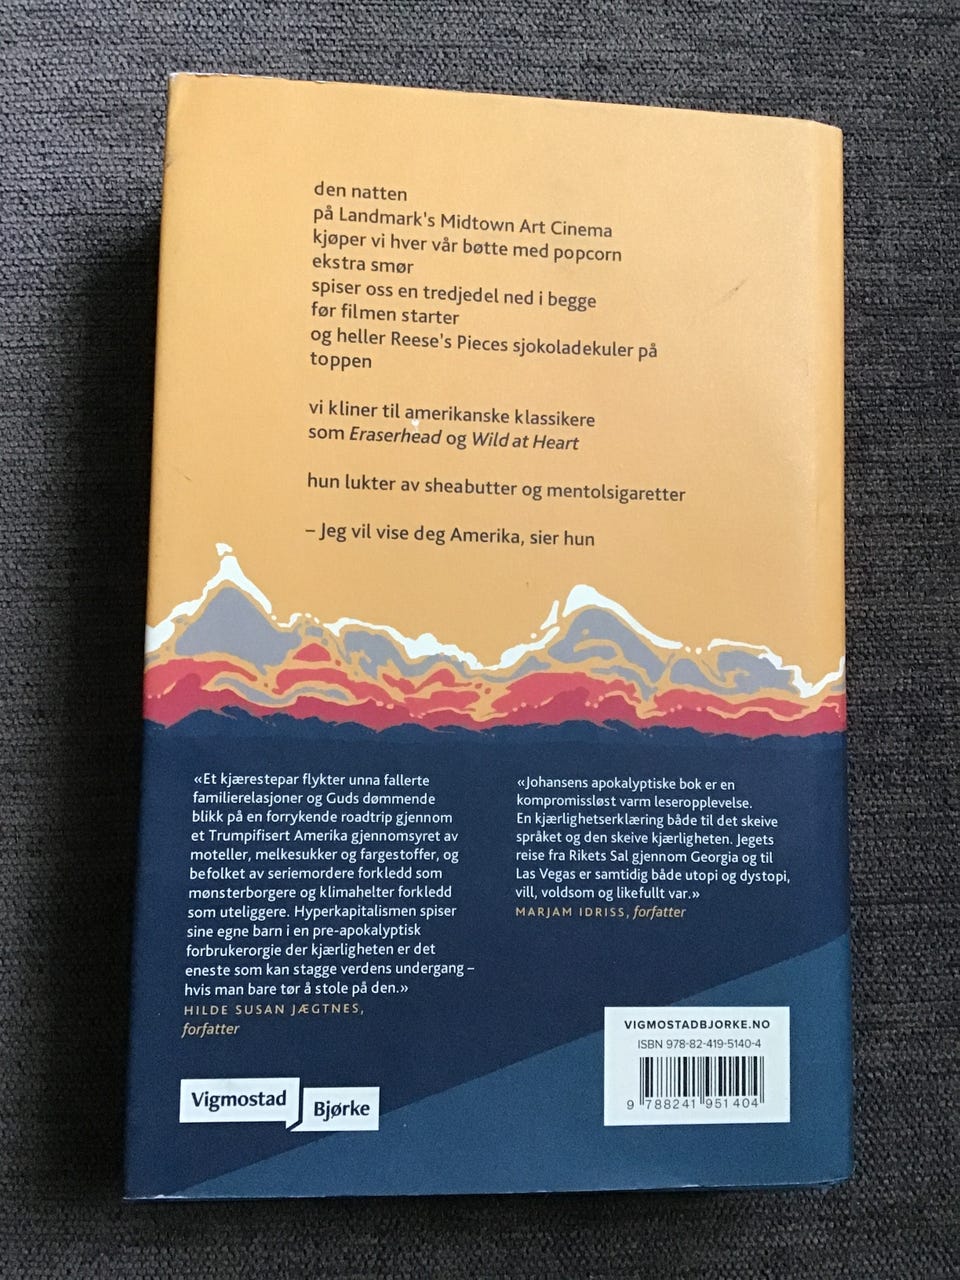 den natten
på Landmark's Midtown Art Cinema
kjøper vi hver vår bøtte med popcorn
ekstra smør
spiser oss en tredjedel ned i begge
før filmen starter
og heller Reese's Pieces sjokoladekuler på
toppen
vi kliner til amerikanske klassikere
som Eraserhead og Wild at Heart
hun lukter av sheabutter og mentolsigaretter
– Jeg vil vise deg Amerika, sier hun
«Et kjærestepar flykter unna fallerte
familierelasjoner og Guds dømmende
blikk på en forrykende roadtrip gjennom
et Trumpifisert Amerika gjennomsyret av
moteller, melkesukker og fargestoffer, og
befolket av seriemordere forkledd som
mønsterborgere og klimahelter forkledd
som uteliggere. Hyperkapitalismen spiser
sine egne barn i en pre-apokalyptisk
forbrukerorgie der kjærligheten er det
eneste som kan stagge verdens undergang –
hvis man bare tør å stole på den.»
HILDE SUSAN JÆGTNES,
forfatter
«Johansens apokalyptiske bok er en
kompromissløst varm leseropplevelse.
En kjærlighetserklæring både til det skeive
språket og den skeive kjærligheten. Jegets
reise fra Rikets Sal gjennom Georgia og til
Las Vegas er samtidig både utopi og dystopi,
vill, voldsom og likefullt var.»
MARJAM IDRISS, forfatter
Vigmostad
Bjørke
VIGMOSTADBJORKE.NO
ISBN 978-82-419-5140-4
9 788241 951404